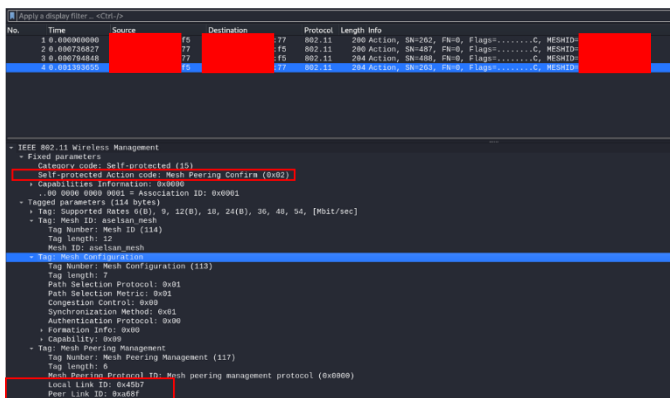 Apply a display filter ... <Ctrl-/>
No. Time Source Destination Protocol Length Info
1 0.000000000 f5 :77 802.11 200 Action, SN=262, FN=0, Flags=........C, MESHID=
2 0.000736827 77 :f5 802.11 200 Action, SN=487, FN=0, Flags=........C, MESHID=
3 0.000794848 77 :f5 802.11 204 Action, SN=488, FN=0, Flags=........C, MESHID=
4 0.001393655 f5 :77 802.11 204 Action, SN=263, FN=0, Flags=........C, MESHID=
IEEE 802.11 Wireless Management
Fixed parameters
Category code: Self-protected (15)
Self-protected Action code: Mesh Peering Confirm (0x02)
Capabilities Information: 0x0000
..00 0000 0000 0001 = Association ID: 0x0001
Tagged parameters (114 bytes)
Tag: Supported Rates 6(B), 9, 12(B), 18, 24(B), 36, 48, 54, [Mbit/sec]
Tag: Mesh ID: aselsan_mesh
Tag Number: Mesh ID (114)
Tag length: 12
Mesh ID: aselsan_mesh
Tag: Mesh Configuration
Tag Number: Mesh Configuration (113)
Tag length: 7
Path Selection Protocol: 0x01
Path Selection Metric: 0x01
Congestion Control: 0x00
Synchronization Method: 0x01
Authentication Protocol: 0x00
Formation Info: 0x00
Capability: 0x09
Tag: Mesh Peering Management
Tag Number: Mesh Peering Management (117)
Tag length: 6
Mesh Peering Protocol ID: Mesh peering management protocol (0x0000)
Local Link ID: 0x45b7
Peer Link ID: 0xa68f